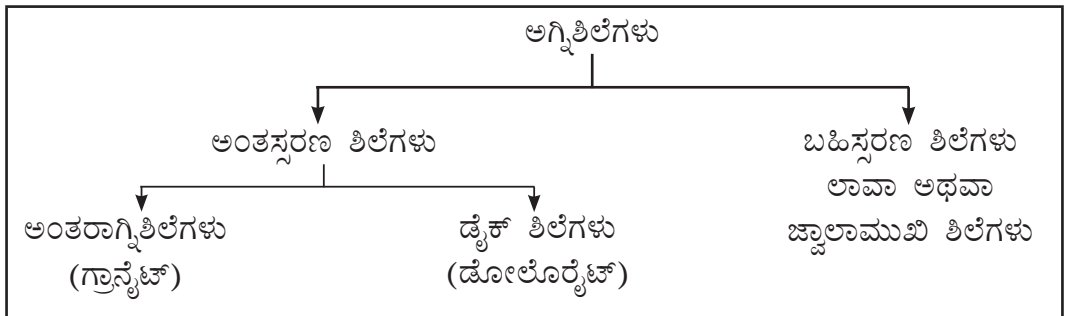 ಅಗ್ನಿಶಿಲೆಗಳು
ಅಂತಸ್ಸರಣ ಶಿಲೆಗಳು
ಬಹಿಸ್ಸರಣ ಶಿಲೆಗಳು
ಲಾವಾ ಅಥವಾ
ಜ್ವಾಲಾಮುಖಿ ಶಿಲೆಗಳು
ಅಂತರಾಗ್ನಿಶಿಲೆಗಳು
(ಗ್ರಾನೈಟ್)
ಡೈಕ್ ಶಿಲೆಗಳು
(ಡೋಲೊರೈಟ್)